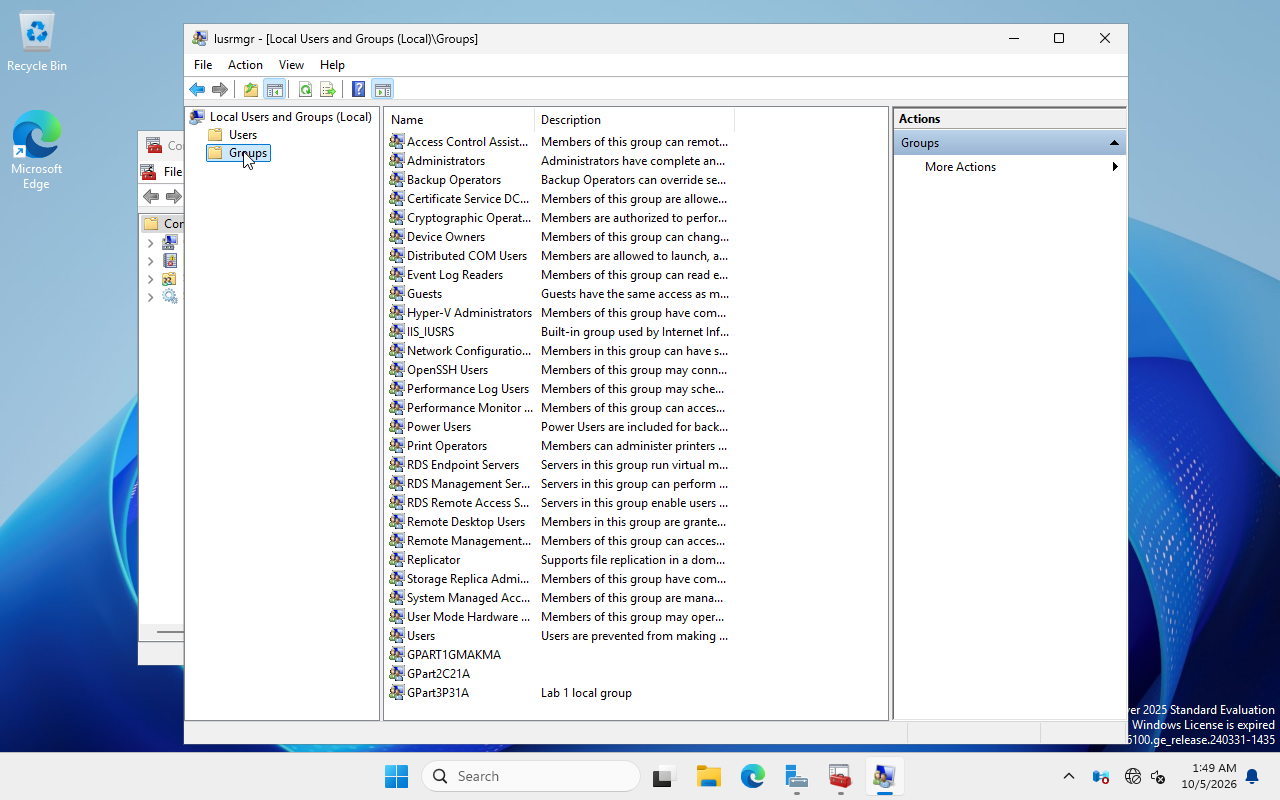 Recycle Bin
Microsoft
Edge
lusrmgr - [Local Users and Groups (Local)\Groups]
File Action View Help
Local Users and Groups (Local)
Users
Groups
Name Description
Access Control Assist... Members of this group can remot...
Administrators Administrators have complete an...
Backup Operators Backup Operators can override se...
Certificate Service DC... Members of this group are allowe...
Cryptographic Operat... Members are authorized to perfor...
Device Owners Members of this group can chang...
Distributed COM Users Members are allowed to launch, a...
Event Log Readers Members of this group can read e...
Guests Guests have the same access as m...
Hyper-V Administrators Members of this group have com...
IIS_IUSRS Built-in group used by Internet Inf...
Network Configuratio... Members in this group can have s...
OpenSSH Users Members of this group may conn...
Performance Log Users Members of this group may sche...
Performance Monitor ... Members of this group can acces...
Power Users Power Users are included for back...
Print Operators Members can administer printers ...
RDS Endpoint Servers Servers in this group run virtual m...
RDS Management Ser... Servers in this group can perform ...
RDS Remote Access S... Servers in this group enable users ...
Remote Desktop Users Members in this group are grante...
Remote Management... Members of this group can acces...
Replicator Supports file replication in a dom...
Storage Replica Admi... Members of this group have com...
System Managed Acc... Members of this group are mana...
User Mode Hardware ... Members of this group may oper...
Users Users are prevented from making ...
GPART1GMAKMA
GPart2C21A
GPart3P31A Lab 1 local group
Actions
Groups
More Actions
Co
File
Con
ver 2025 Standard Evaluation
Windows License is expired
6100.ge_release.240331-1435
Search
1:49 AM
10/5/2026